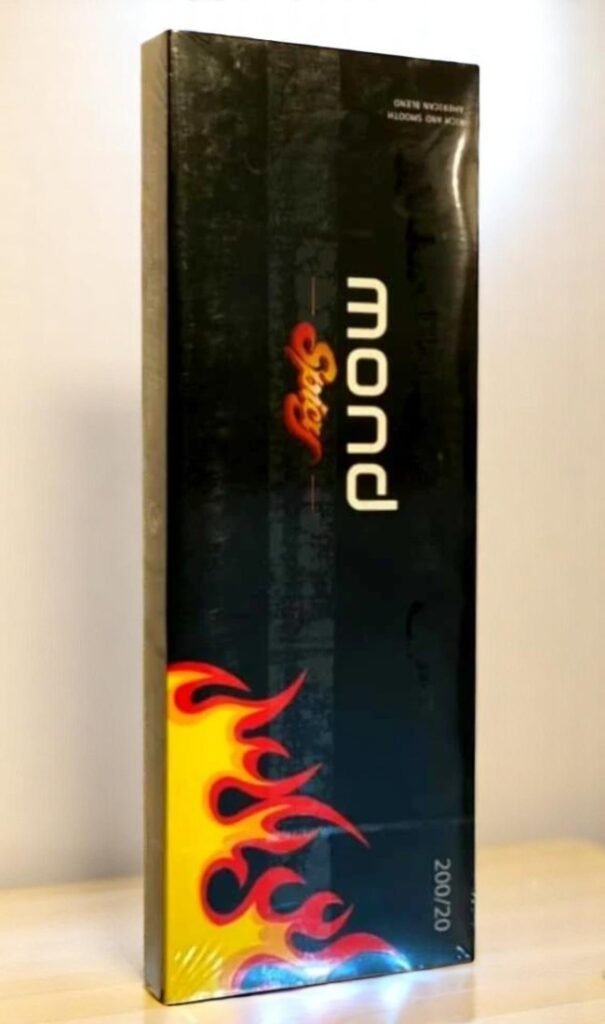 RICH AND SMOOTH
AMERICAN BLEND
mond
Spicy
200/20